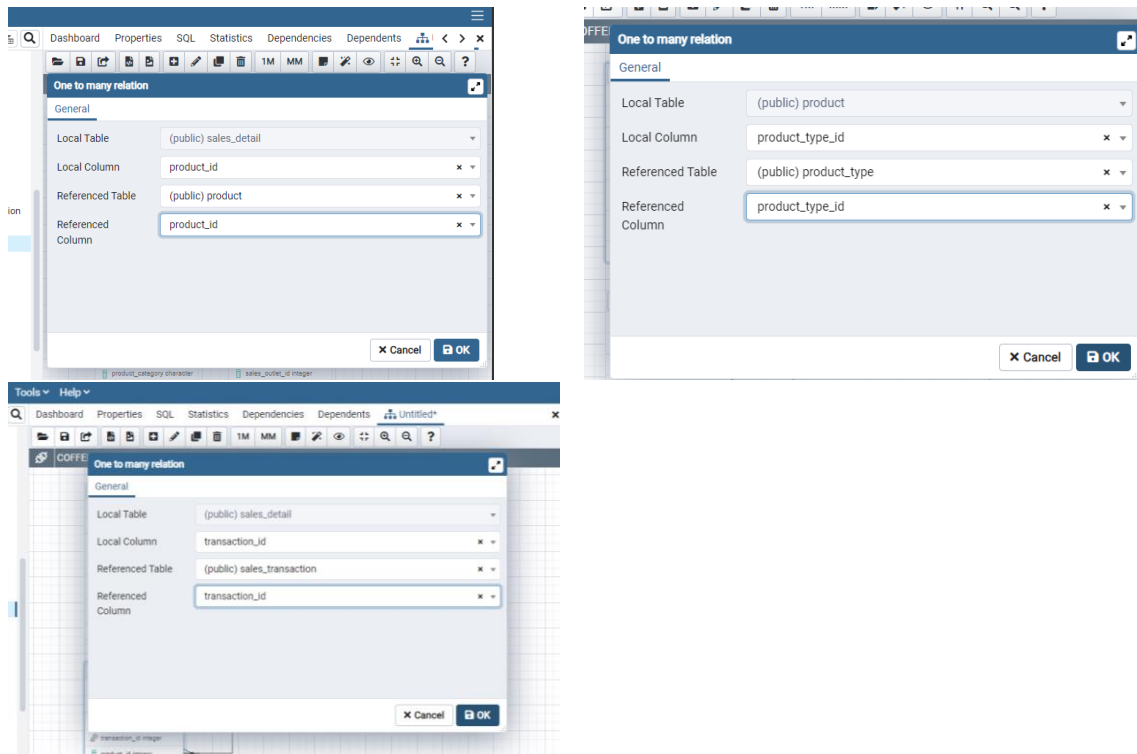 Dashboard Properties SQL Statistics Dependencies Dependents
1M MM ?
One to many relation
General
Local Table (public) sales_detail
Local Column product_id
Referenced Table (public) product
Referenced Column product_id
ion
Cancel OK
product_category character sales_outlet_id integer
OFFE
One to many relation
General
Local Table (public) product
Local Column product_type_id
Referenced Table (public) product_type
Referenced Column product_type_id
Cancel OK
Tools Help
Dashboard Properties SQL Statistics Dependencies Dependents Untitled*
1M MM ?
COFFE
One to many relation
General
Local Table (public) sales_detail
Local Column transaction_id
Referenced Table (public) sales_transaction
Referenced Column transaction_id
Cancel OK
transaction_id integer